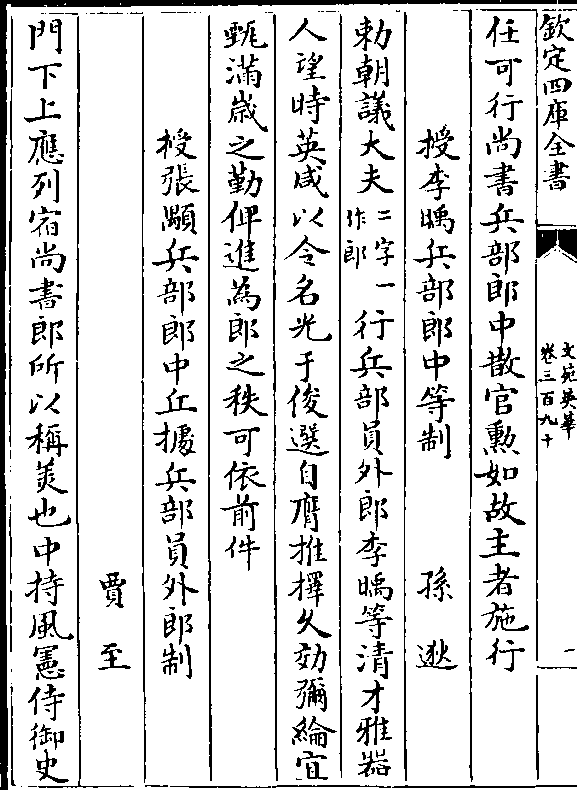 欽定四庫全書
文苑英華
卷三百九十
一
任可行尚書兵部郎中散官勲如故主者施行
授李暚兵部郎中等制
孫逖
勅朝議大夫二字一作郎行兵部員外郎李暚等清才雅器
人望時英咸以令名光于俊選自膺推擇久効彌綸宜
甄滿歳之勤俾進為郎之秩可依前件
授張顒兵部郎中丘據兵部員外郎制
賈至
門下上應列宿尚書郎所以稱美也中持風憲侍御史